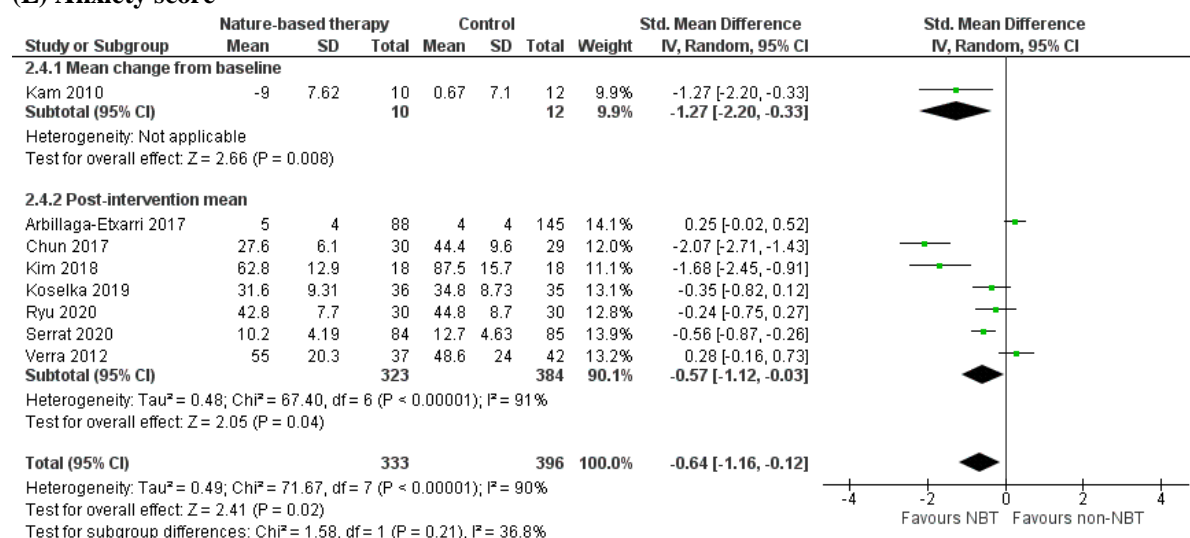 (E) Anxiety score
Nature-based therapy Control Std. Mean Difference Std. Mean Difference
Study or Subgroup Mean SD Total Mean SD Total Weight IV, Random, 95% CI IV, Random, 95% CI
2.4.1 Mean change from baseline
Kam 2010 -9 7.62 10 0.67 7.1 12 9.9% -1.27 [-2.20, -0.33]
Subtotal (95% CI) 10 12 9.9% -1.27 [-2.20, -0.33]
Heterogeneity: Not applicable
Test for overall effect: Z = 2.66 (P = 0.008)
2.4.2 Post-intervention mean
Arbillaga-Etxarri 2017 5 4 88 4 4 145 14.1% 0.25 [-0.02, 0.52]
Chun 2017 27.6 6.1 30 44.4 9.6 29 12.0% -2.07 [-2.71, -1.43]
Kim 2018 62.8 12.9 18 87.5 15.7 18 11.1% -1.68 [-2.45, -0.91]
Koselka 2019 31.6 9.31 36 34.8 8.73 35 13.1% -0.35 [-0.82, 0.12]
Ryu 2020 42.8 7.7 30 44.8 8.7 30 12.8% -0.24 [-0.75, 0.27]
Serrat 2020 10.2 4.19 84 12.7 4.63 85 13.9% -0.56 [-0.87, -0.26]
Verra 2012 55 20.3 37 48.6 24 42 13.2% 0.28 [-0.16, 0.73]
Subtotal (95% CI) 323 384 90.1% -0.57 [-1.12, -0.03]
Heterogeneity: Tau² = 0.48; Chi² = 67.40, df = 6 (P < 0.00001); I² = 91%
Test for overall effect: Z = 2.05 (P = 0.04)
Total (95% CI) 333 396 100.0% -0.64 [-1.16, -0.12]
Heterogeneity: Tau² = 0.49; Chi² = 71.67, df = 7 (P < 0.00001); I² = 90%
Test for overall effect: Z = 2.41 (P = 0.02)
Test for subgroup differences: Chi² = 1.58, df = 1 (P = 0.21), I² = 36.8%
-4 -2 0 2 4
Favours NBT Favours non-NBT